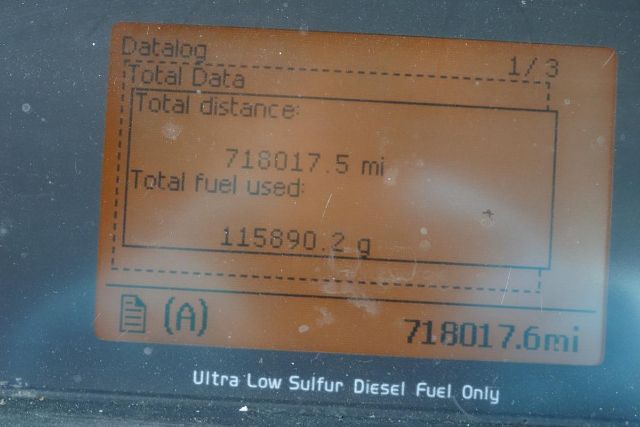 Datalog
1/3
Total Data
Total distance:
718017.5 mi
Total fuel used:
115890.2 g
(A)
718017.6mi
Ultra Low Sulfur Diesel Fuel Only